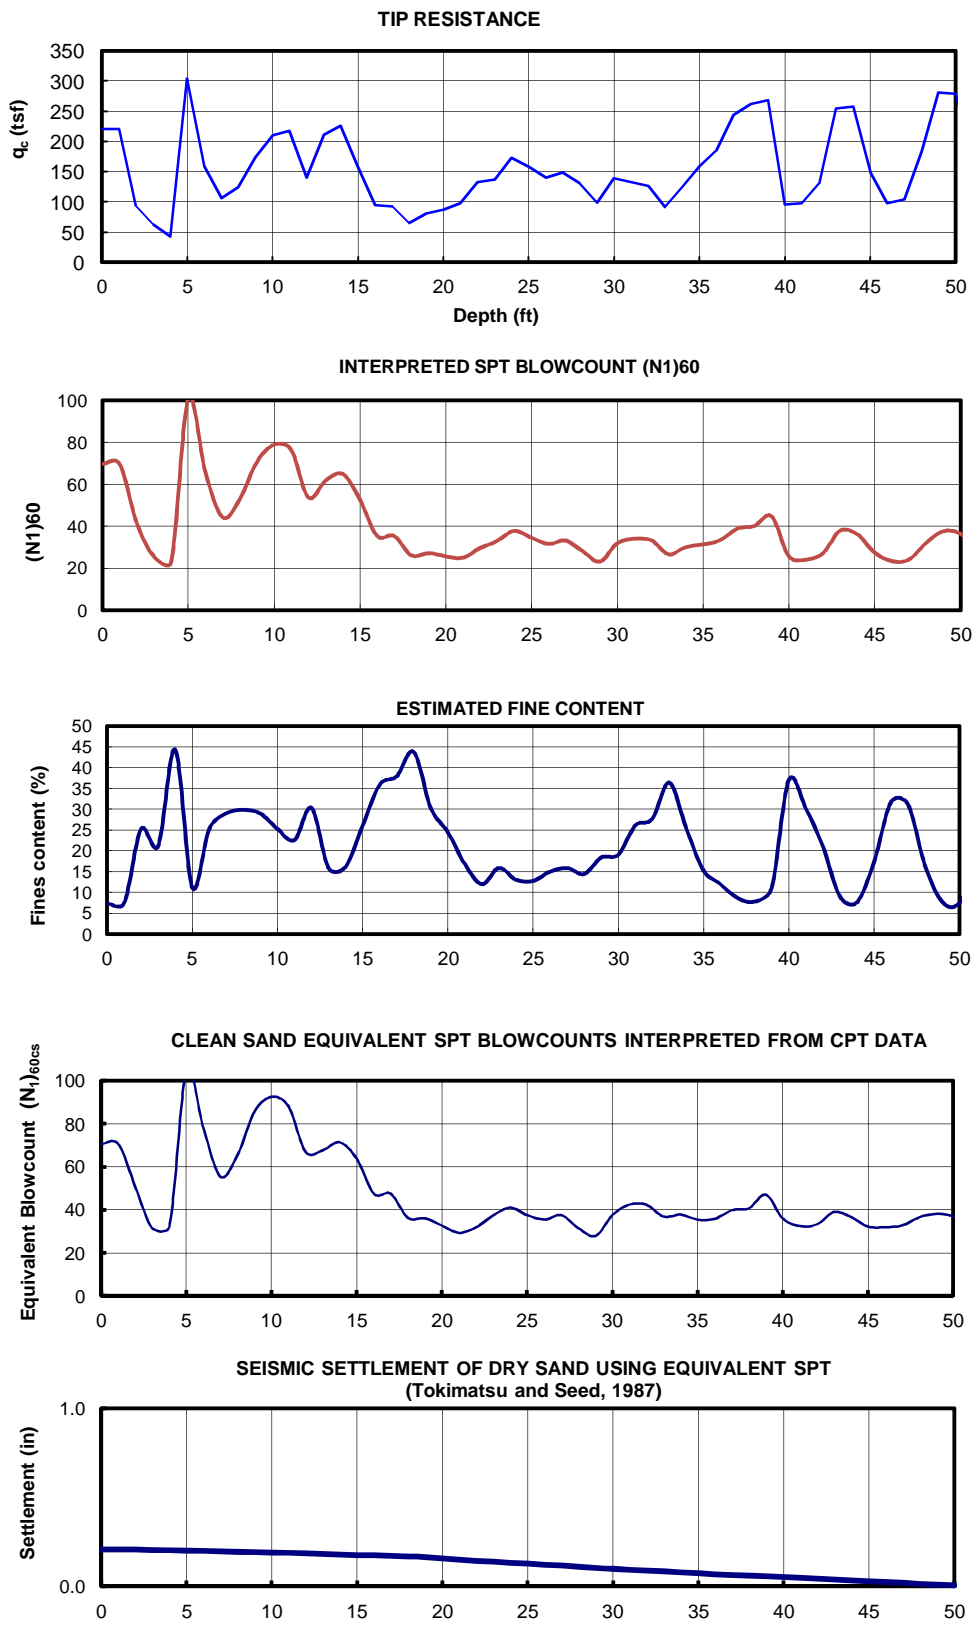 TIP RESISTANCE
qc (tsf)
350
300
250
200
150
100
50
0
0 5 10 15 20 25 30 35 40 45 50
Depth (ft)
INTERPRETED SPT BLOWCOUNT (N1)60
(N1)60
100
80
60
40
20
0
0 5 10 15 20 25 30 35 40 45 50
ESTIMATED FINE CONTENT
Fines content (%)
50
45
40
35
30
25
20
15
10
5
0
0 5 10 15 20 25 30 35 40 45 50
CLEAN SAND EQUIVALENT SPT BLOWCOUNTS INTERPRETED FROM CPT DATA
Equivalent Blowcount (N1)60cs
100
80
60
40
20
0
0 5 10 15 20 25 30 35 40 45 50
SEISMIC SETTLEMENT OF DRY SAND USING EQUIVALENT SPT
(Tokimatsu and Seed, 1987)
Settlement (in)
1.0
0.0
0 5 10 15 20 25 30 35 40 45 50